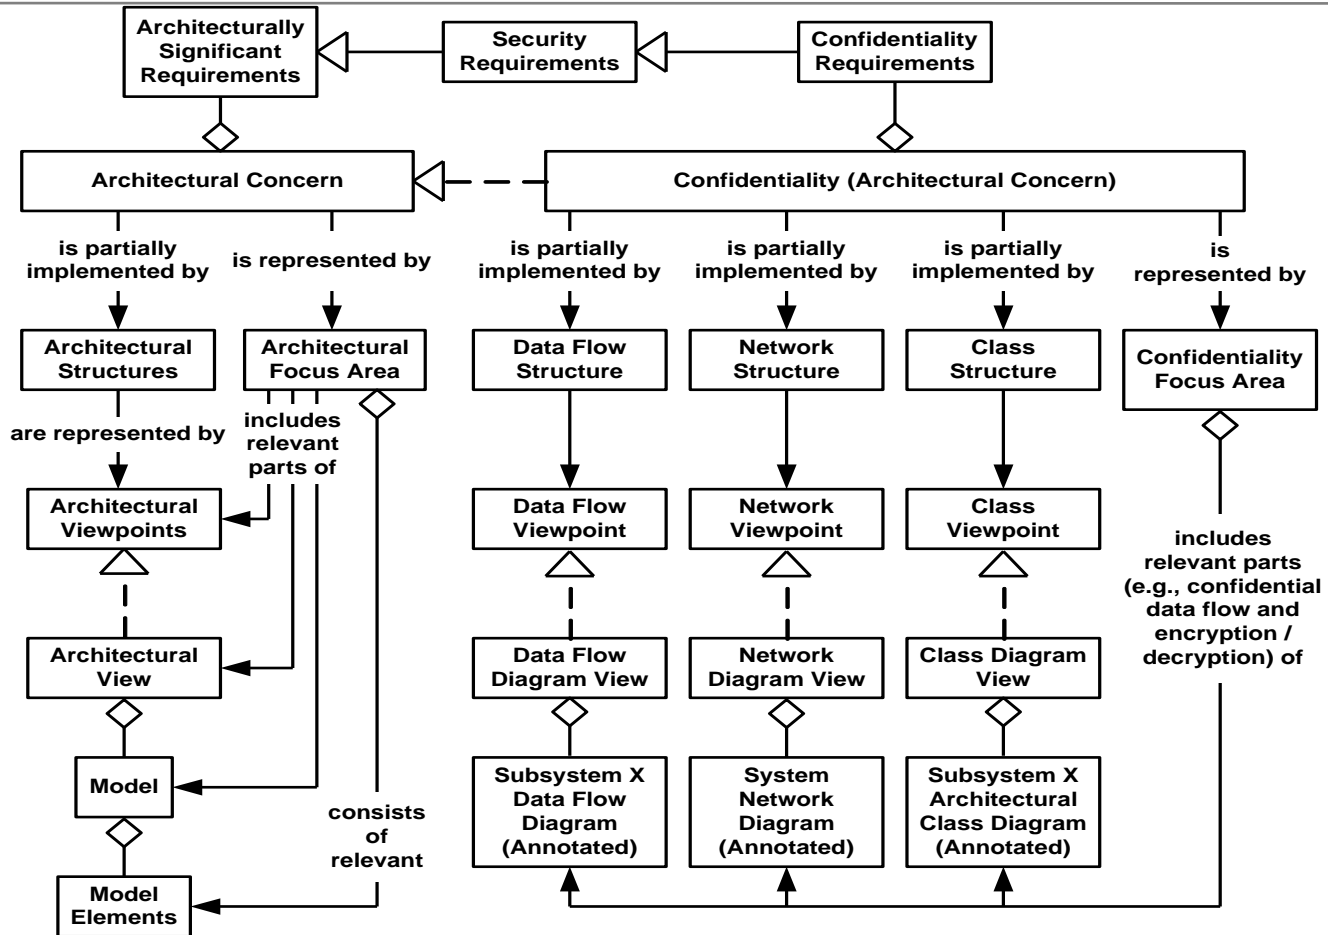 Architecturally
Significant
Requirements
Security
Requirements
Confidentiality
Requirements
Architectural Concern
Confidentiality (Architectural Concern)
is partially
implemented by
is represented by
is partially
implemented by
is partially
implemented by
is partially
implemented by
is
represented by
Architectural
Structures
Architectural
Focus Area
Data Flow
Structure
Network
Structure
Class
Structure
Confidentiality
Focus Area
are represented by
includes
relevant
parts of
Architectural
Viewpoints
Data Flow
Viewpoint
Network
Viewpoint
Class
Viewpoint
includes
relevant parts
(e.g., confidential
data flow and
encryption /
decryption) of
Architectural
View
Data Flow
Diagram View
Network
Diagram View
Class Diagram
View
Model
consists
of
relevant
Subsystem X
Data Flow
Diagram
(Annotated)
System
Network
Diagram
(Annotated)
Subsystem X
Architectural
Class Diagram
(Annotated)
Model
Elements